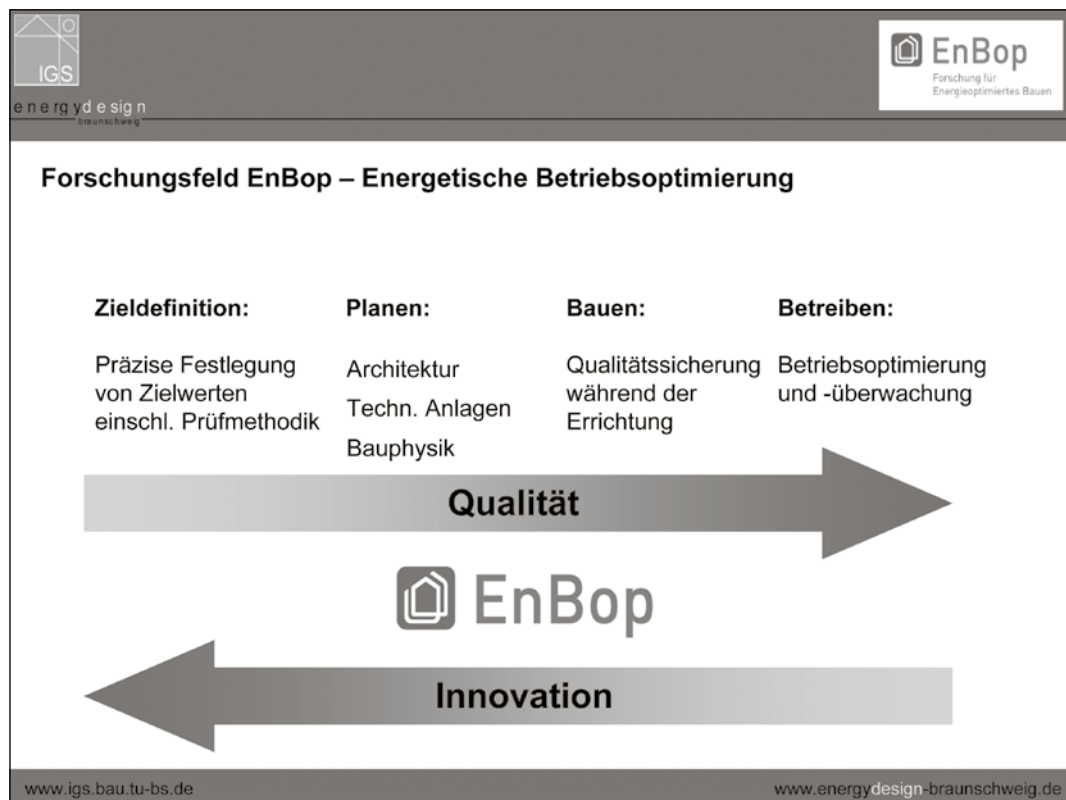 IGS
energydesign
braunschweig
EnBop
Forschung für
Energieoptimiertes Bauen
Forschungsfeld EnBop – Energetische Betriebsoptimierung
Zieldefinition:
Präzise Festlegung
von Zielwerten
einschl. Prüfmethodik
Planen:
Architektur
Techn. Anlagen
Bauphysik
Bauen:
Qualitätssicherung
während der
Errichtung
Betreiben:
Betriebsoptimierung
und -überwachung
Qualität
EnBop
Innovation
www.igs.bau.tu-bs.de
www.energydesign-braunschweig.de